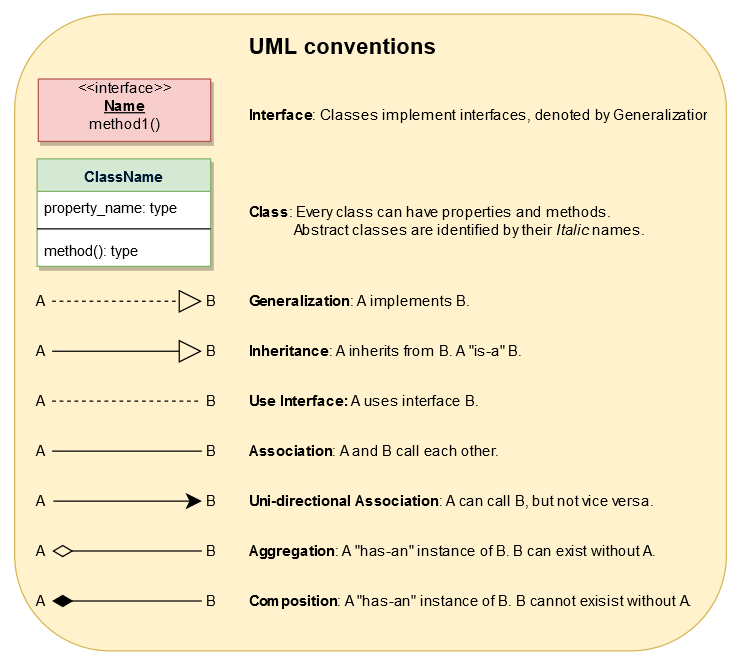 UML conventions
<<interface>>
Name
method1()
Interface: Classes implement interfaces, denoted by Generalization
ClassName
property_name: type
method(): type
Class: Every class can have properties and methods.
Abstract classes are identified by their Italic names.
A B Generalization: A implements B.
A B Inheritance: A inherits from B. A "is-a" B.
A B Use Interface: A uses interface B.
A B Association: A and B call each other.
A B Uni-directional Association: A can call B, but not vice versa.
A B Aggregation: A "has-an" instance of B. B can exist without A.
A B Composition: A "has-an" instance of B. B cannot exisist without A.